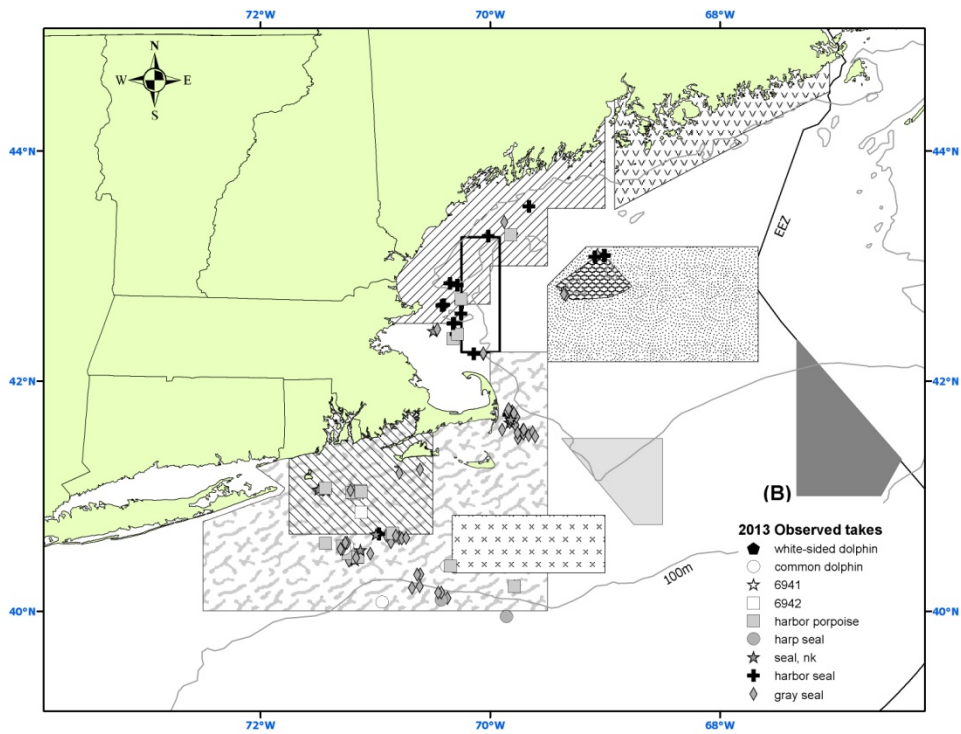 72°W 70°W 68°W
N
W E
S
44°N 44°N
EEZ
42°N 42°N
(B)
2013 Observed takes
white-sided dolphin
common dolphin
6941
6942
harbor porpoise
harp seal
seal, nk
harbor seal
gray seal
100m
40°N 40°N
72°W 70°W 68°W